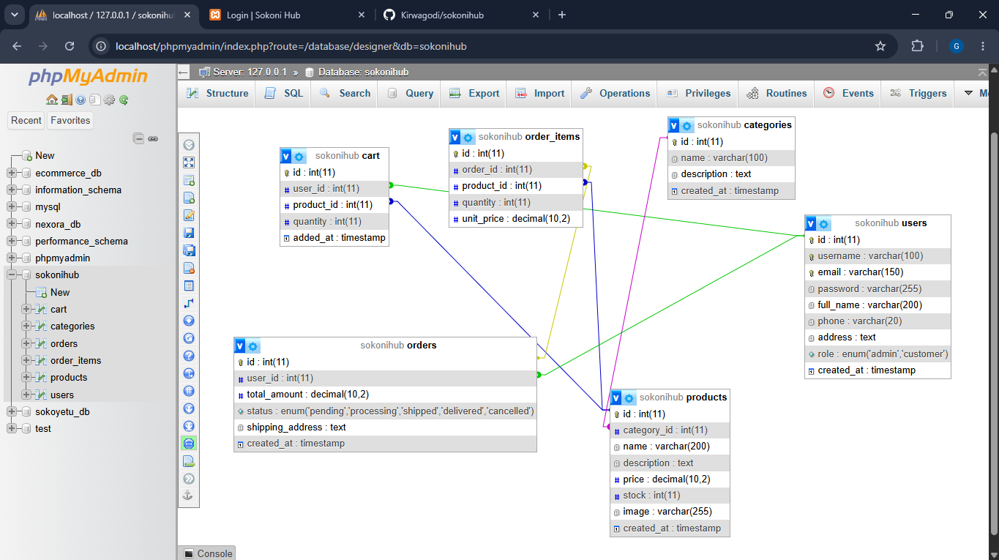 localhost / 127.0.0.1 / sokonihu
Login | Sokoni Hub
Kirwagodi/sokonihub
localhost/phpmyadmin/index.php?route=/database/designer&db=sokonihub
G
phpMyAdmin
Recent
Favorites
New
ecommerce_db
information_schema
mysql
nexora_db
performance_schema
phpmyadmin
sokonihub
New
cart
categories
orders
order_items
products
users
sokoyetu_db
test
Server: 127.0.0.1 » Database: sokonihub
Structure
SQL
Search
Query
Export
Import
Operations
Privileges
Routines
Events
Triggers
sokonihub cart
id : int(11)
user_id : int(11)
product_id : int(11)
quantity : int(11)
added_at : timestamp
sokonihub order_items
id : int(11)
order_id : int(11)
product_id : int(11)
quantity : int(11)
unit_price : decimal(10,2)
sokonihub categories
id : int(11)
name : varchar(100)
description : text
created_at : timestamp
sokonihub users
id : int(11)
username : varchar(100)
email : varchar(150)
password : varchar(255)
full_name : varchar(200)
phone : varchar(20)
address : text
role : enum('admin','customer')
created_at : timestamp
sokonihub orders
id : int(11)
user_id : int(11)
total_amount : decimal(10,2)
status : enum('pending','processing','shipped','delivered','cancelled')
shipping_address : text
created_at : timestamp
sokonihub products
id : int(11)
category_id : int(11)
name : varchar(200)
description : text
price : decimal(10,2)
stock : int(11)
image : varchar(255)
created_at : timestamp
Console